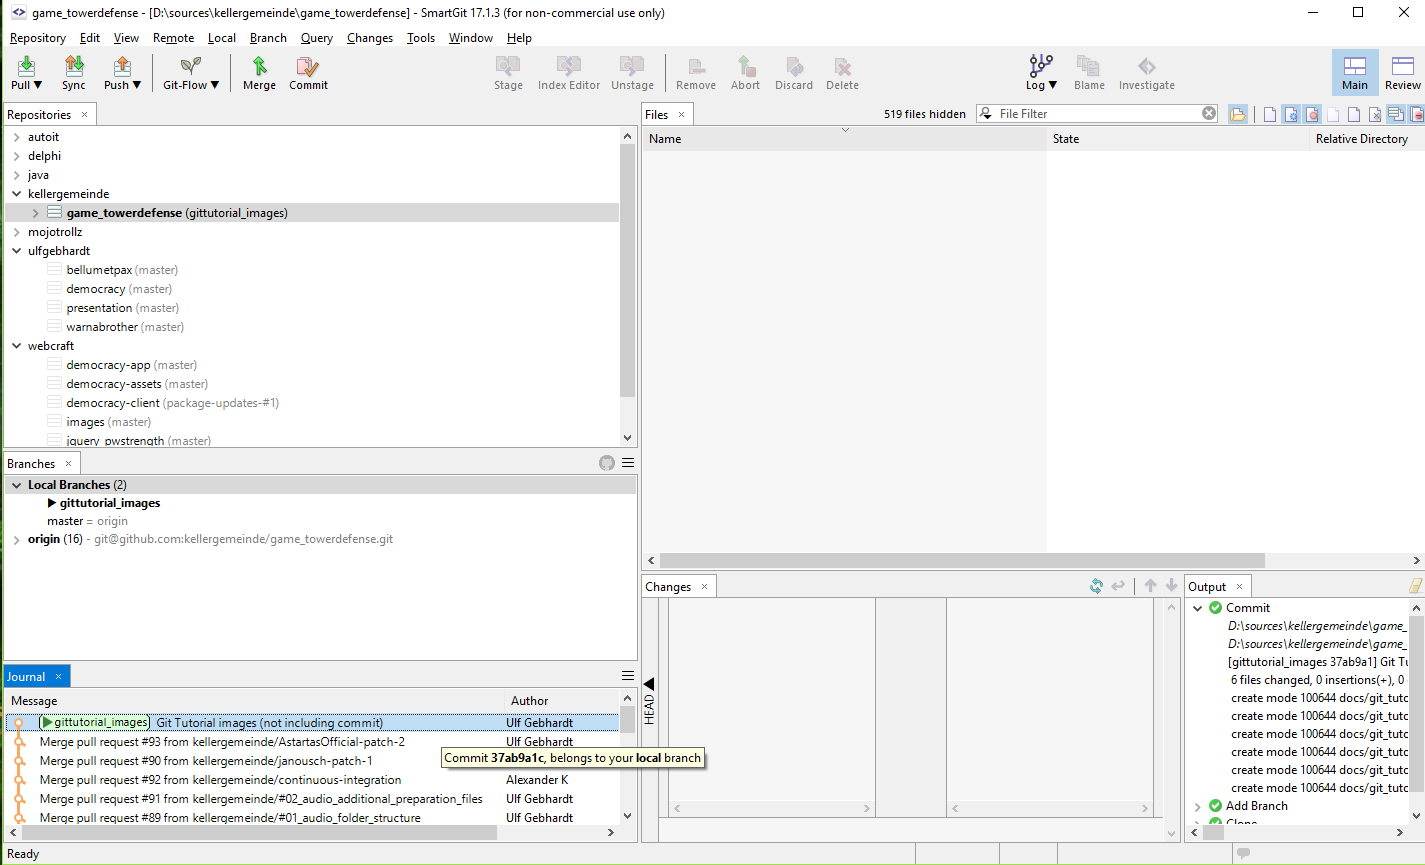 game_towerdefense - [D:\sources\kellergemeinde\game_towerdefense] - SmartGit 17.1.3 (for non-commercial use only)
Repository Edit View Remote Local Branch Query Changes Tools Window Help
Pull Sync Push Git-Flow Merge Commit Stage Index Editor Unstage Remove Abort Discard Delete Log Blame Investigate Main Review
Repositories
autoit
delphi
java
kellergemeinde
game_towerdefense (gittutorial_images)
mojotrollz
ulfgebhardt
bellumetpax (master)
democracy (master)
presentation (master)
warnabrother (master)
webcraft
democracy-app (master)
democracy-assets (master)
democracy-client (package-updates-#1)
images (master)
jquery_pwstrength (master)
Files
519 files hidden
File Filter
Name State Relative Directory
Branches
Local Branches (2)
gittutorial_images
master = origin
origin (16) - git@github.com:kellergemeinde/game_towerdefense.git
Journal
Message Author
gittutorial_images Git Tutorial images (not including commit) Ulf Gebhardt
Merge pull request #93 from kellergemeinde/AstartasOfficial-patch-2 Ulf Gebhardt
Merge pull request #90 from kellergemeinde/janousch-patch-1
Commit 37ab9a1c, belongs to your local branch
Merge pull request #92 from kellergemeinde/continuous-integration Alexander K
Merge pull request #91 from kellergemeinde/#02_audio_additional_preparation_files Ulf Gebhardt
Merge pull request #89 from kellergemeinde/#01_audio_folder_structure Ulf Gebhardt
Changes
HEAD
Output
Commit
D:\sources\kellergemeinde\game_
D:\sources\kellergemeinde\game_
[gittutorial_images 37ab9a1] Git Tu
6 files changed, 0 insertions(+), 0
create mode 100644 docs/git_tuto
create mode 100644 docs/git_tuto
create mode 100644 docs/git_tuto
create mode 100644 docs/git_tuto
create mode 100644 docs/git_tuto
create mode 100644 docs/git_tuto
Add Branch
Clone
Ready